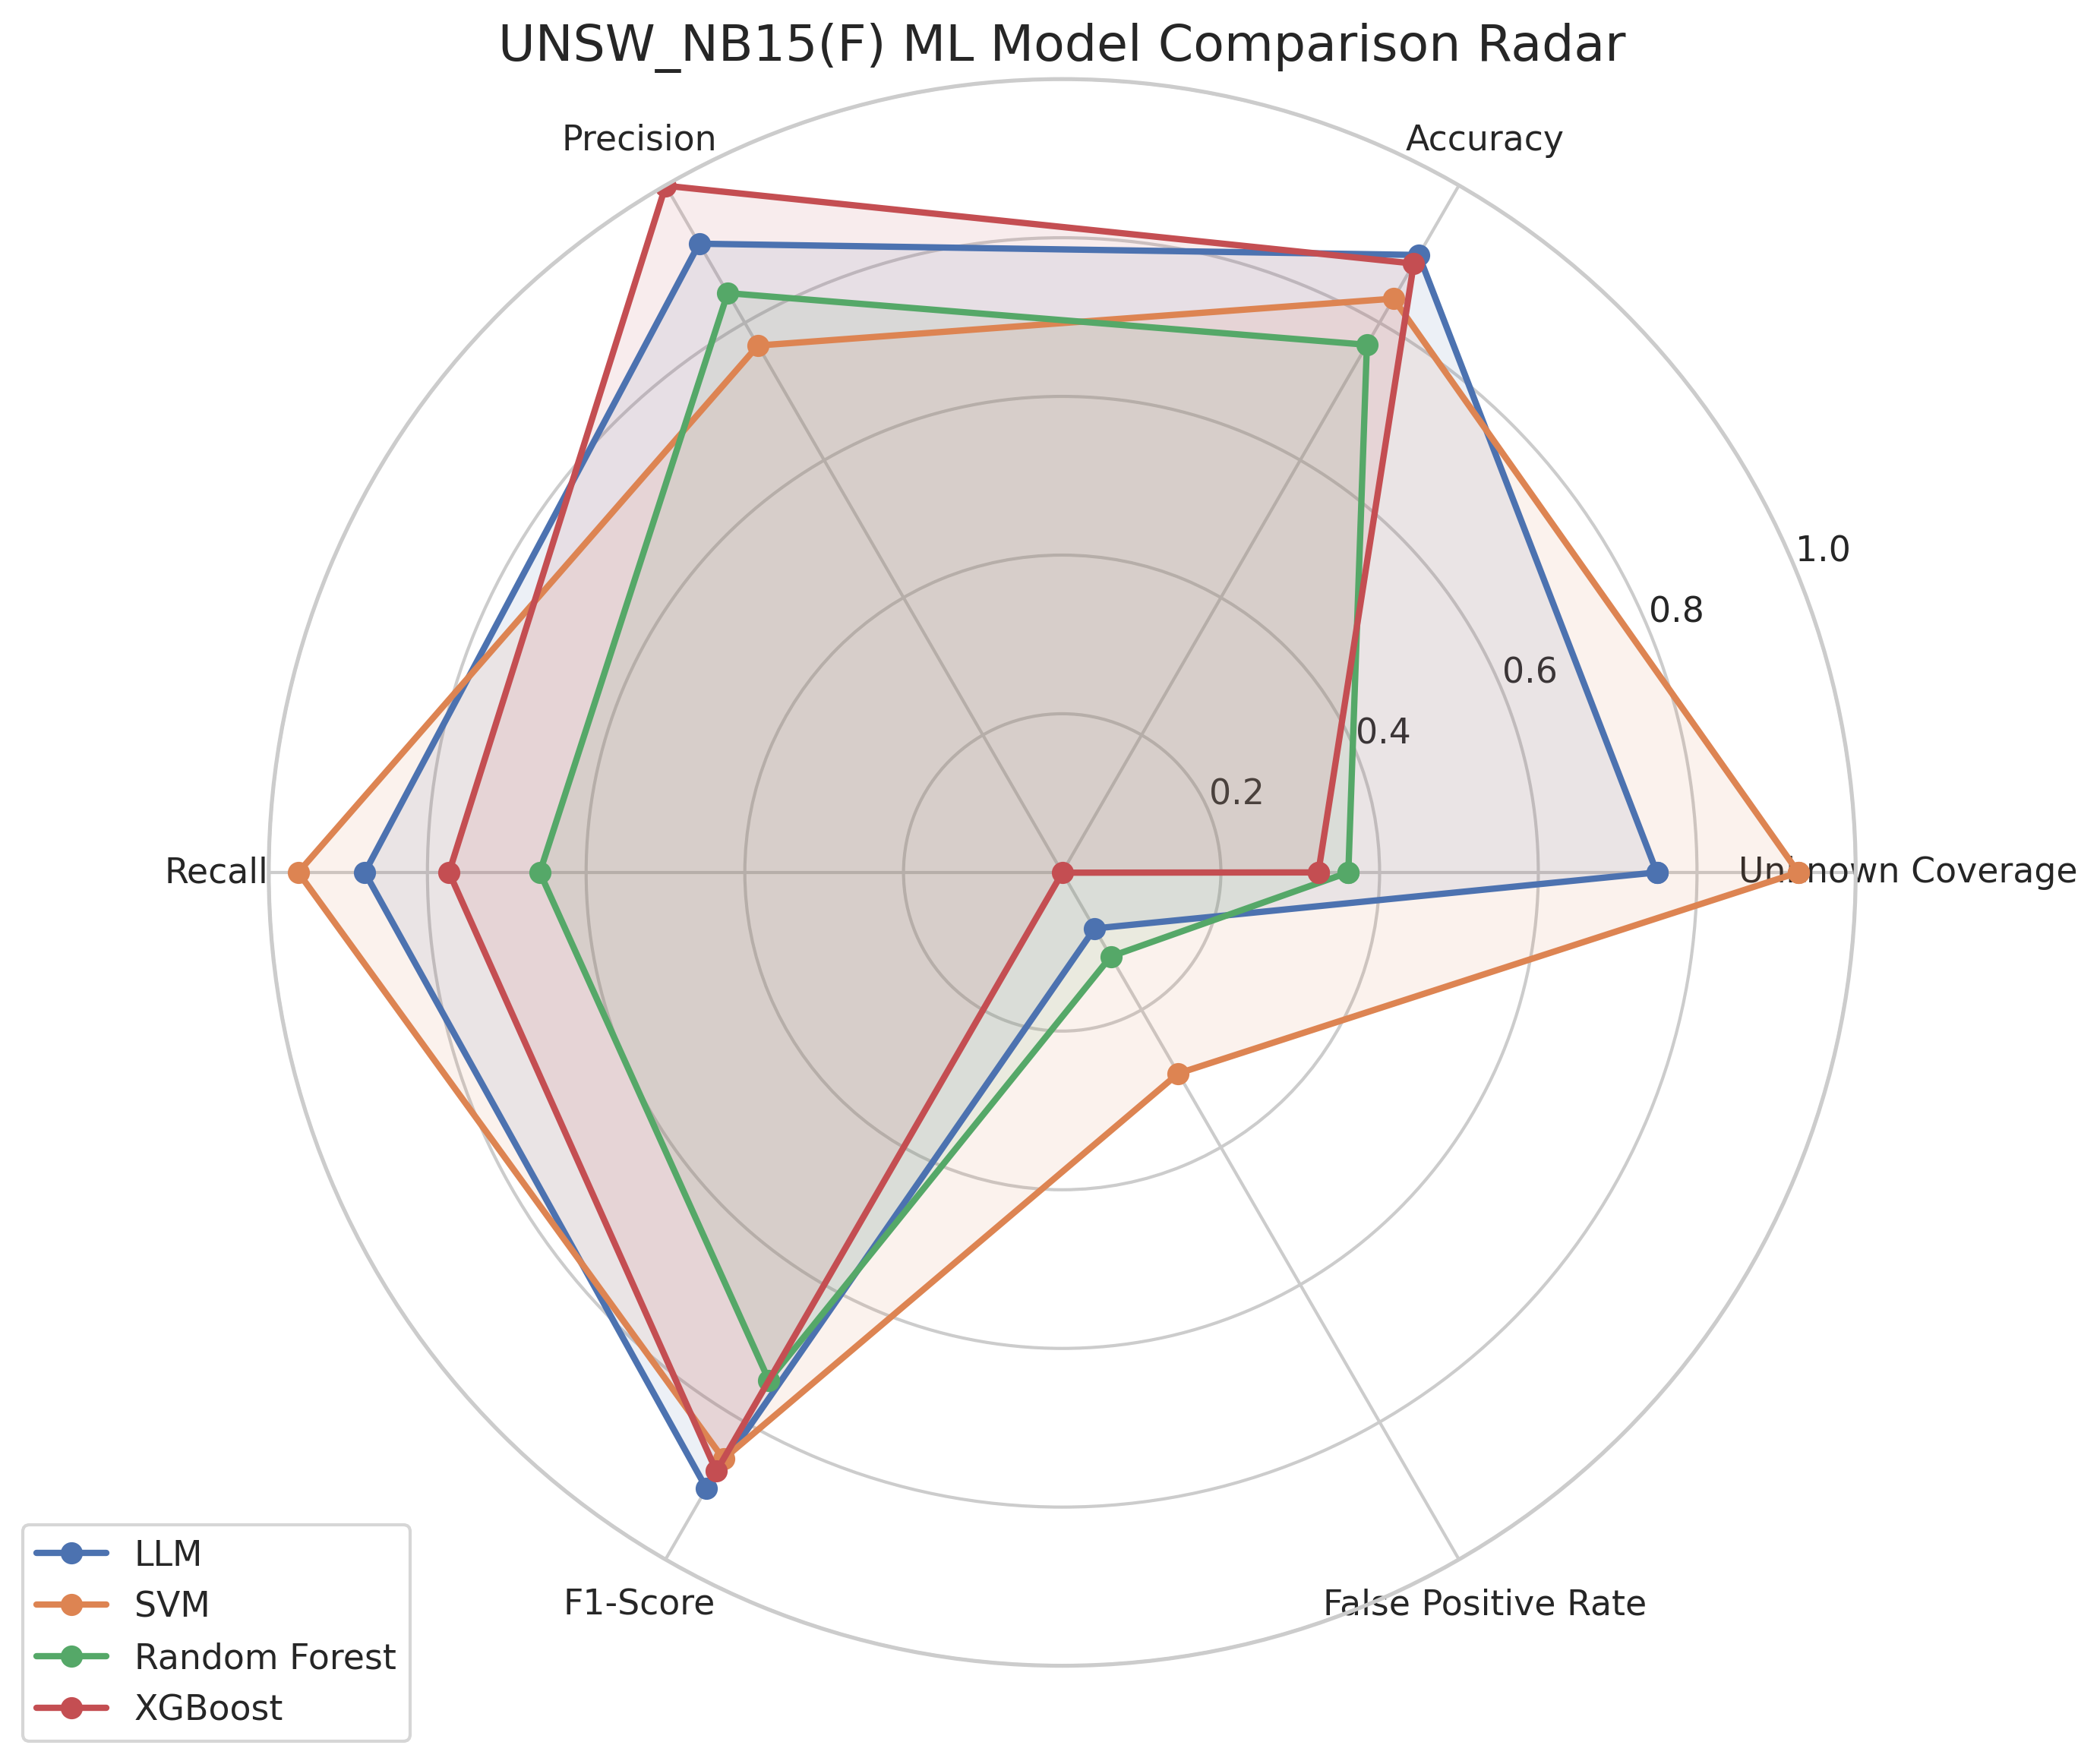 UNSW_NB15(F) ML Model Comparison Radar
Precision
Accuracy
1.0
0.8
0.6
0.4
0.2
Recall
Unknown Coverage
F1-Score
False Positive Rate
LLM
SVM
Random Forest
XGBoost